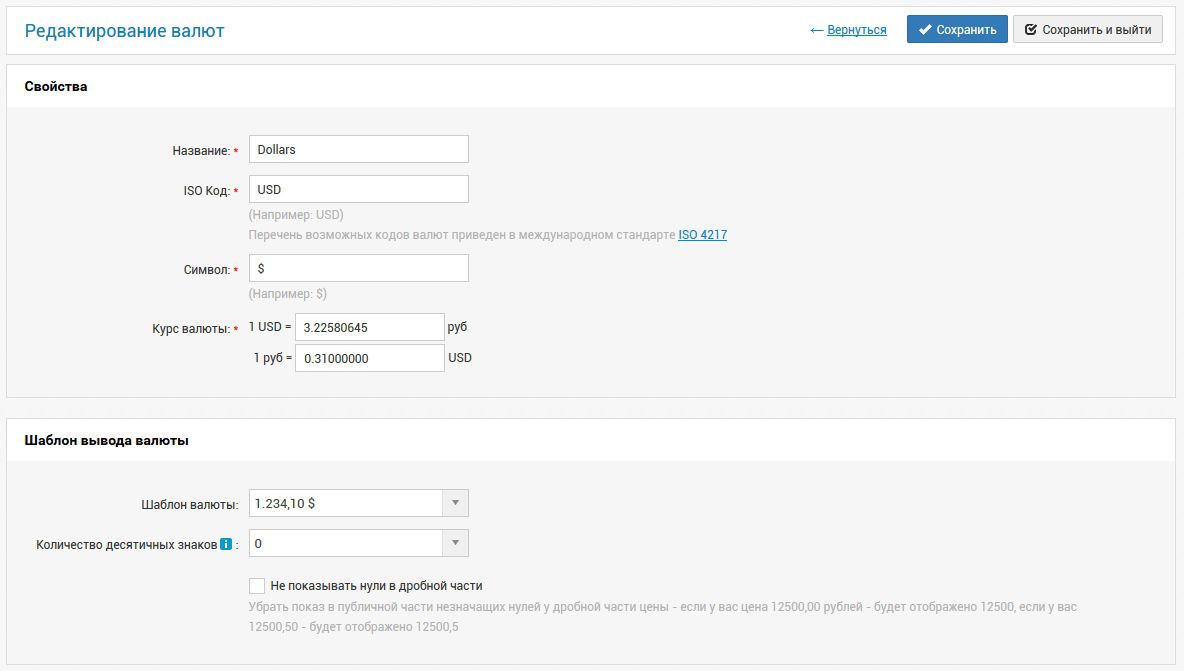 Редактирование валют
← Вернуться
Сохранить
Сохранить и выйти
Свойства
Название: * Dollars
ISO Код: * USD
(Например: USD)
Перечень возможных кодов валют приведен в международном стандарте ISO 4217
Символ: * $
(Например: $)
Курс валюты: * 1 USD = 3.22580645 руб
1 руб = 0.31000000 USD
Шаблон вывода валюты
Шаблон валюты: 1.234,10 $
Количество десятичных знаков i : 0
Не показывать нули в дробной части
Убрать показ в публичной части незначащих нулей у дробной части цены - если у вас цена 12500,00 рублей - будет отображено 12500, если у вас
12500,50 - будет отображено 12500,5